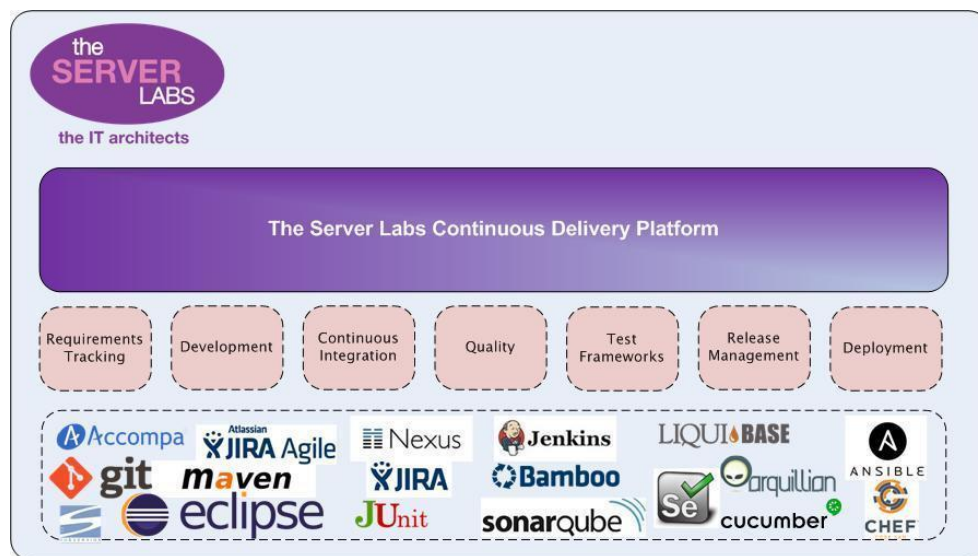 the
SERVER
LABS
the IT architects
The Server Labs Continuous Delivery Platform
Requirements
Tracking
Development
Continuous
Integration
Quality
Test
Frameworks
Release
Management
Deployment
Accompa
Atlassian
JIRA Agile
Nexus
Jenkins
LIQUIBASE
ANSIBLE
git
maven
JIRA
Bamboo
Se
arquillian
eclipse
JUnit
sonarqube
cucumber
CHEF